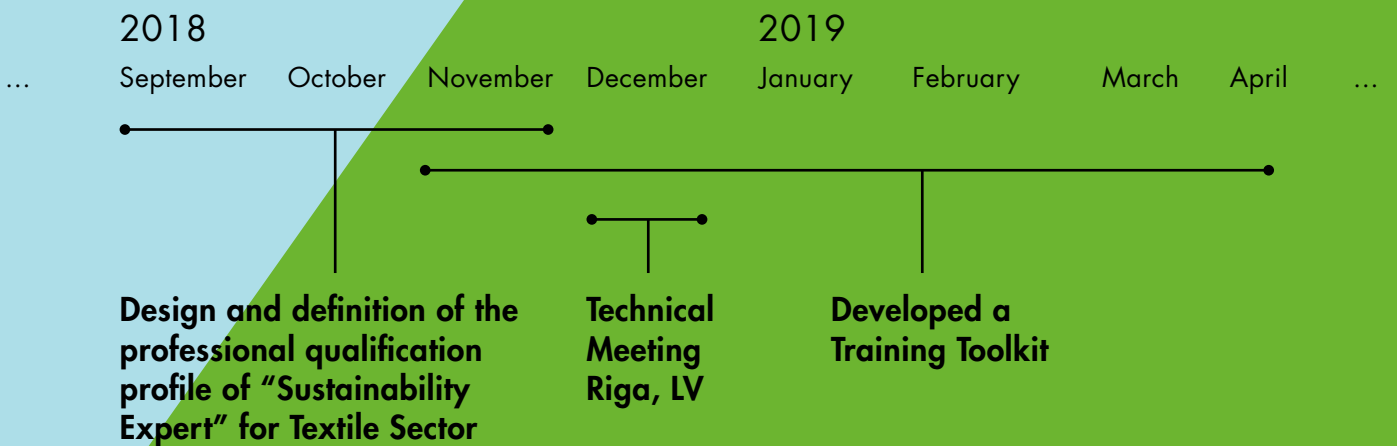 2018 2019
... September October November December January February March April ...
Design and definition of the
professional qualification
profile of “Sustainability
Expert” for Textile Sector
Technical
Meeting
Riga, LV
Developed a
Training Toolkit